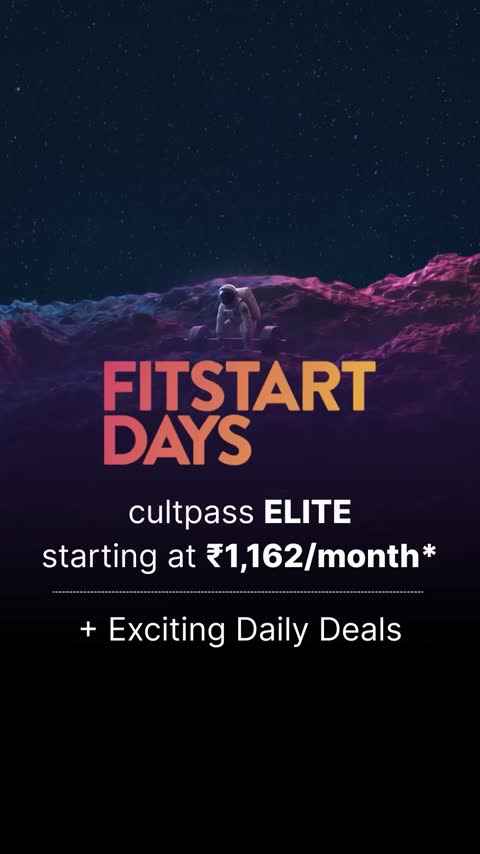 FITSTART
DAYS
cultpass ELITE
starting at ₹1,162/month*
+ Exciting Daily Deals